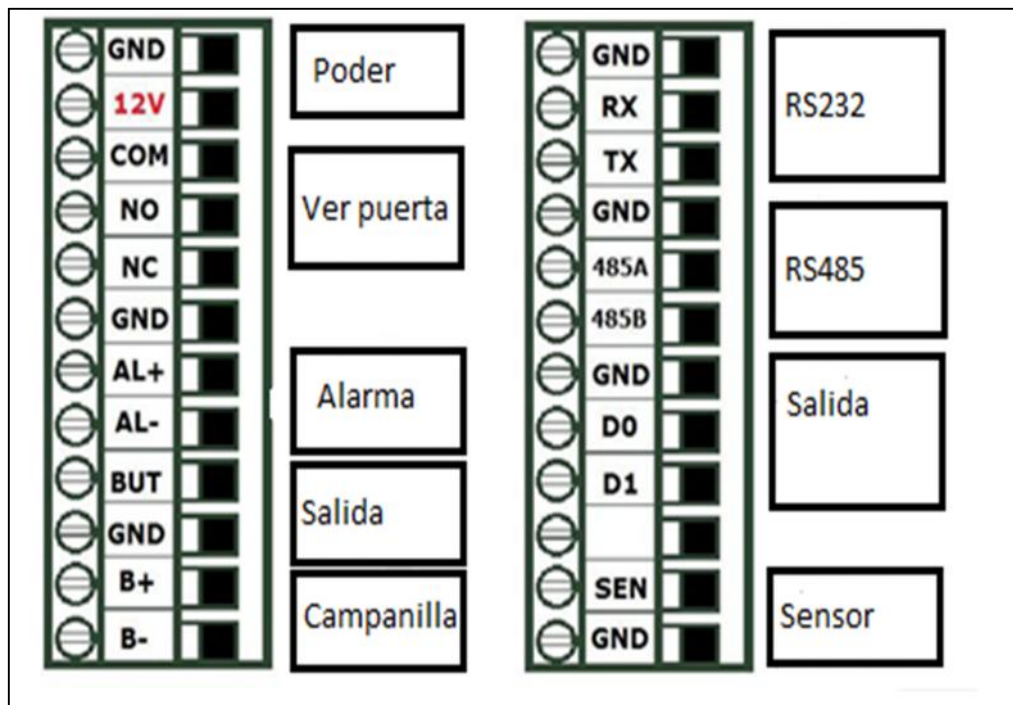 GND
12V
COM
NO
NC
GND
AL+
AL-
BUT
GND
B+
B-
Poder
Ver puerta
Alarma
Salida
Campanilla
GND
RX
TX
GND
485A
485B
GND
D0
D1
SEN
GND
RS232
RS485
Salida
Sensor